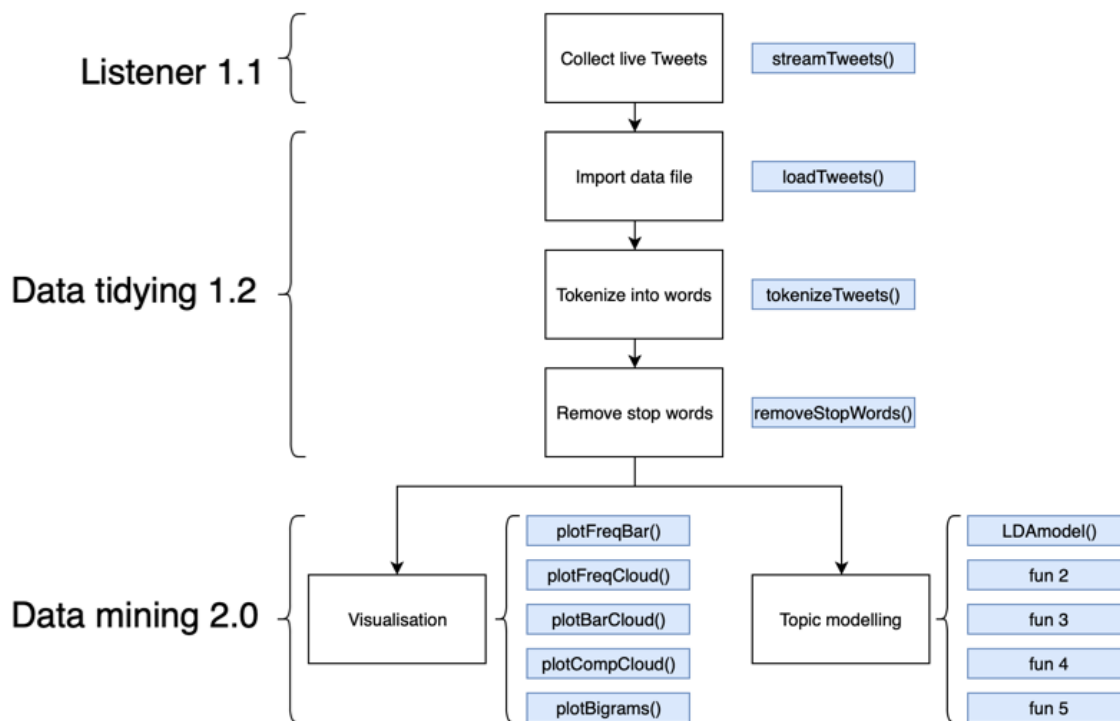 Listener 1.1
Collect live Tweets
streamTweets()
Data tidying 1.2
Import data file
loadTweets()
Tokenize into words
tokenizeTweets()
Remove stop words
removeStopWords()
Data mining 2.0
Visualisation
plotFreqBar()
plotFreqCloud()
plotBarCloud()
plotCompCloud()
plotBigrams()
Topic modelling
LDAmodel()
fun 2
fun 3
fun 4
fun 5